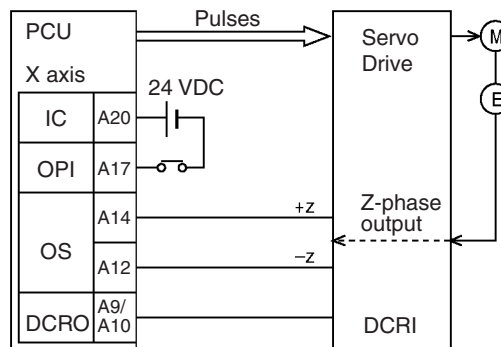 PCU
Pulses
Servo
Drive
M
E
X axis
24 VDC
IC
A20
OPI
A17
OS
A14
+z
Z-phase
output
A12
−z
DCRO
A9/
A10
DCRI